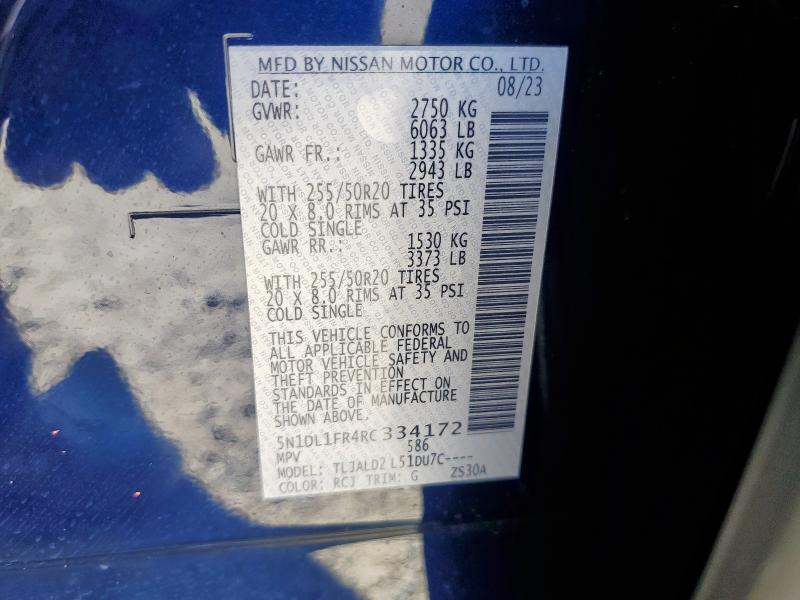 MFD BY NISSAN MOTOR CO., LTD.
DATE: 08/23
GVWR: 2750 KG
6063 LB
GAWR FR.: 1335 KG
2943 LB
WITH 255/50R20 TIRES
20 X 8.0 RIMS AT 35 PSI
COLD SINGLE
GAWR RR.: 1530 KG
3373 LB
WITH 255/50R20 TIRES
20 X 8.0 RIMS AT 35 PSI
COLD SINGLE
THIS VEHICLE CONFORMS TO
ALL APPLICABLE FEDERAL
MOTOR VEHICLE SAFETY AND
THEFT PREVENTION
STANDARDS IN EFFECT ON
THE DATE OF MANUFACTURE
SHOWN ABOVE.
5N1DL1FR4RC334172
MPV 586
MODEL: TLJALD2 L51DU7C----
COLOR: RCJ TRIM: G ZS30A